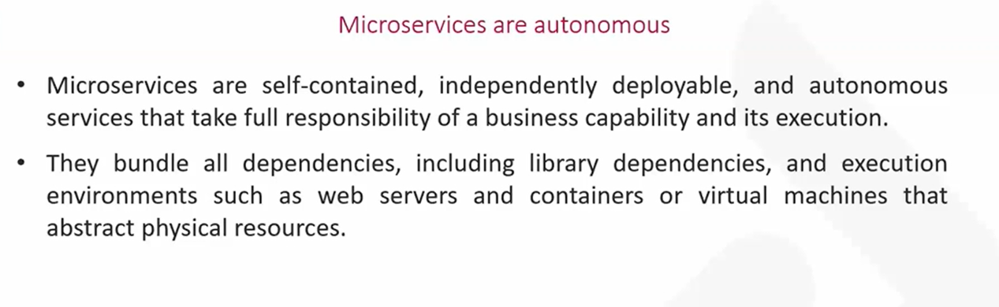 Microservices are autonomous
• Microservices are self-contained, independently deployable, and autonomous
services that take full responsibility of a business capability and its execution.
• They bundle all dependencies, including library dependencies, and execution
environments such as web servers and containers or virtual machines that
abstract physical resources.